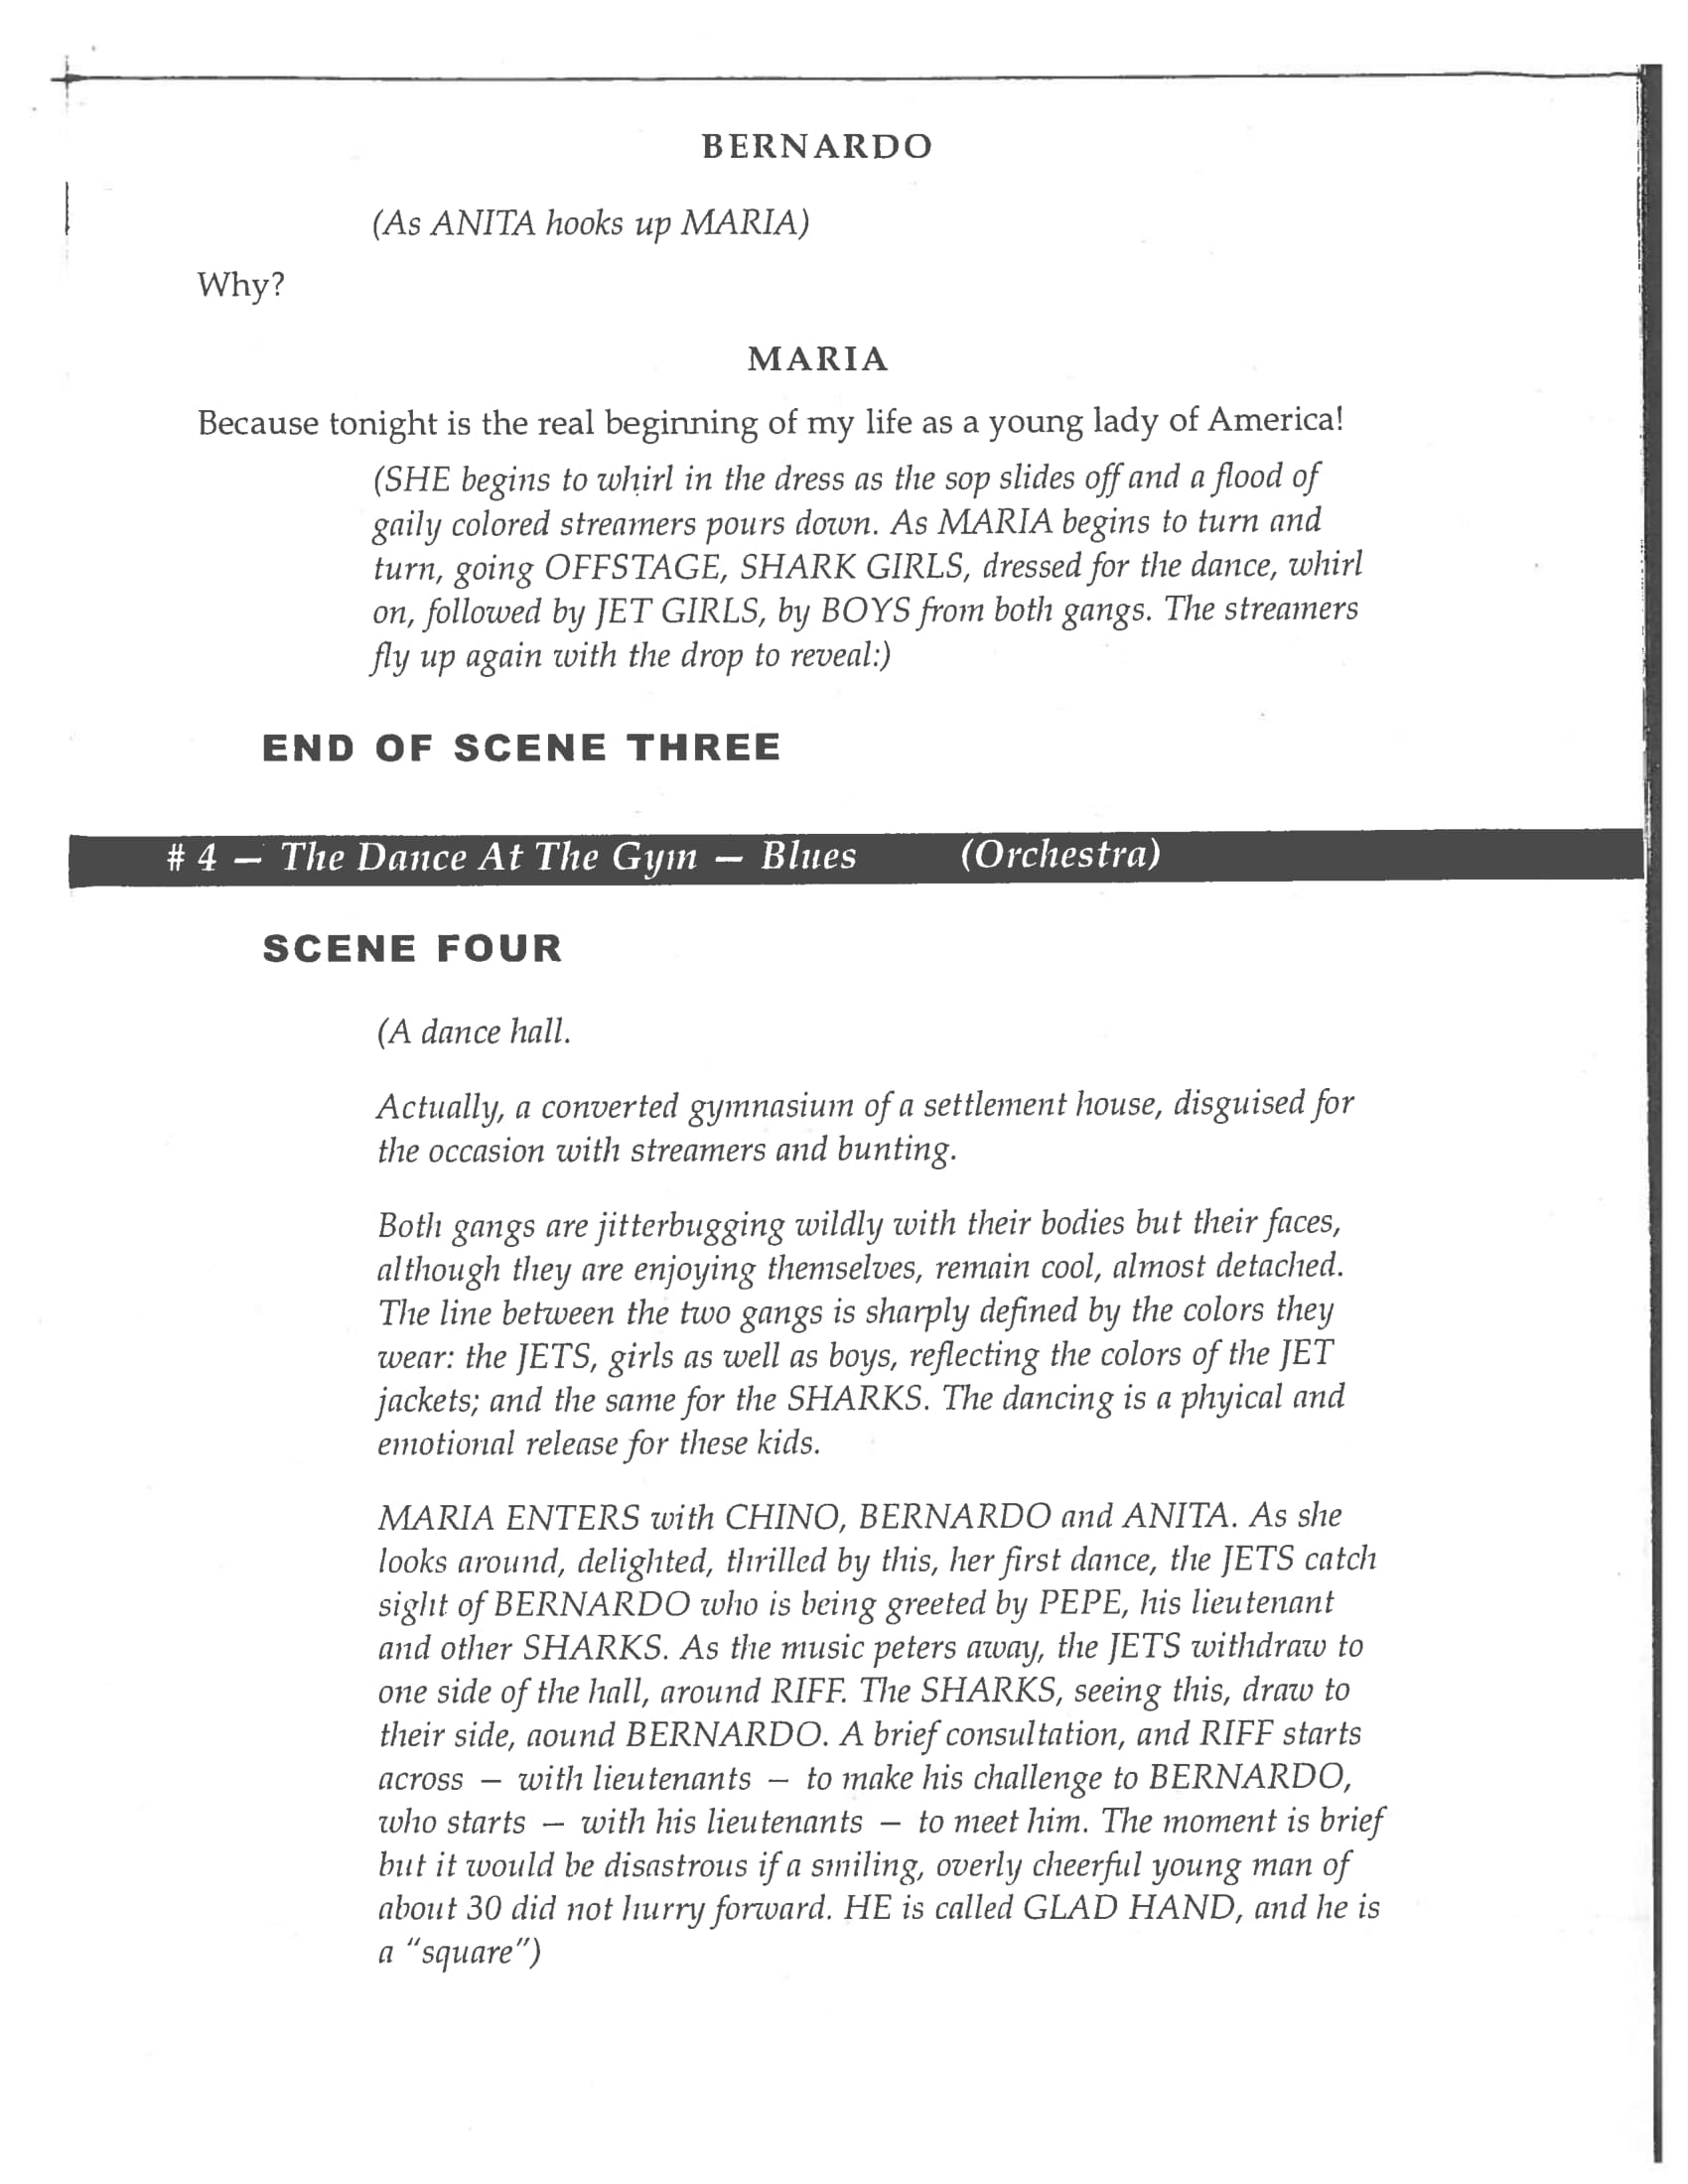 BERNARDO
(As ANITA hooks up MARIA)
Why?
MARIA
Because tonight is the real beginning of my life as a young lady of America!
(SHE begins to whirl in the dress as the sop slides off and a flood of
gaily colored streamers pours down. As MARIA begins to turn and
turn, going OFFSTAGE, SHARK GIRLS, dressed for the dance, whirl
on, followed by JET GIRLS, by BOYS from both gangs. The streamers
fly up again with the drop to reveal:)
END OF SCENE THREE
# 4 — The Dance At The Gym — Blues (Orchestra)
SCENE FOUR
(A dance hall.
Actually, a converted gymnasium of a settlement house, disguised for
the occasion with streamers and bunting.
Both gangs are jitterbugging wildly with their bodies but their faces,
although they are enjoying themselves, remain cool, almost detached.
The line between the two gangs is sharply defined by the colors they
wear: the JETS, girls as well as boys, reflecting the colors of the JET
jackets; and the same for the SHARKS. The dancing is a phyical and
emotional release for these kids.
MARIA ENTERS with CHINO, BERNARDO and ANITA. As she
looks around, delighted, thrilled by this, her first dance, the JETS catch
sight of BERNARDO who is being greeted by PEPE, his lieutenant
and other SHARKS. As the music peters away, the JETS withdraw to
one side of the hall, around RIFF. The SHARKS, seeing this, draw to
their side, aound BERNARDO. A brief consultation, and RIFF starts
across — with lieutenants — to make his challenge to BERNARDO,
who starts — with his lieutenants — to meet him. The moment is brief
but it would be disastrous if a smiling, overly cheerful young man of
about 30 did not hurry forward. HE is called GLAD HAND, and he is
a "square")